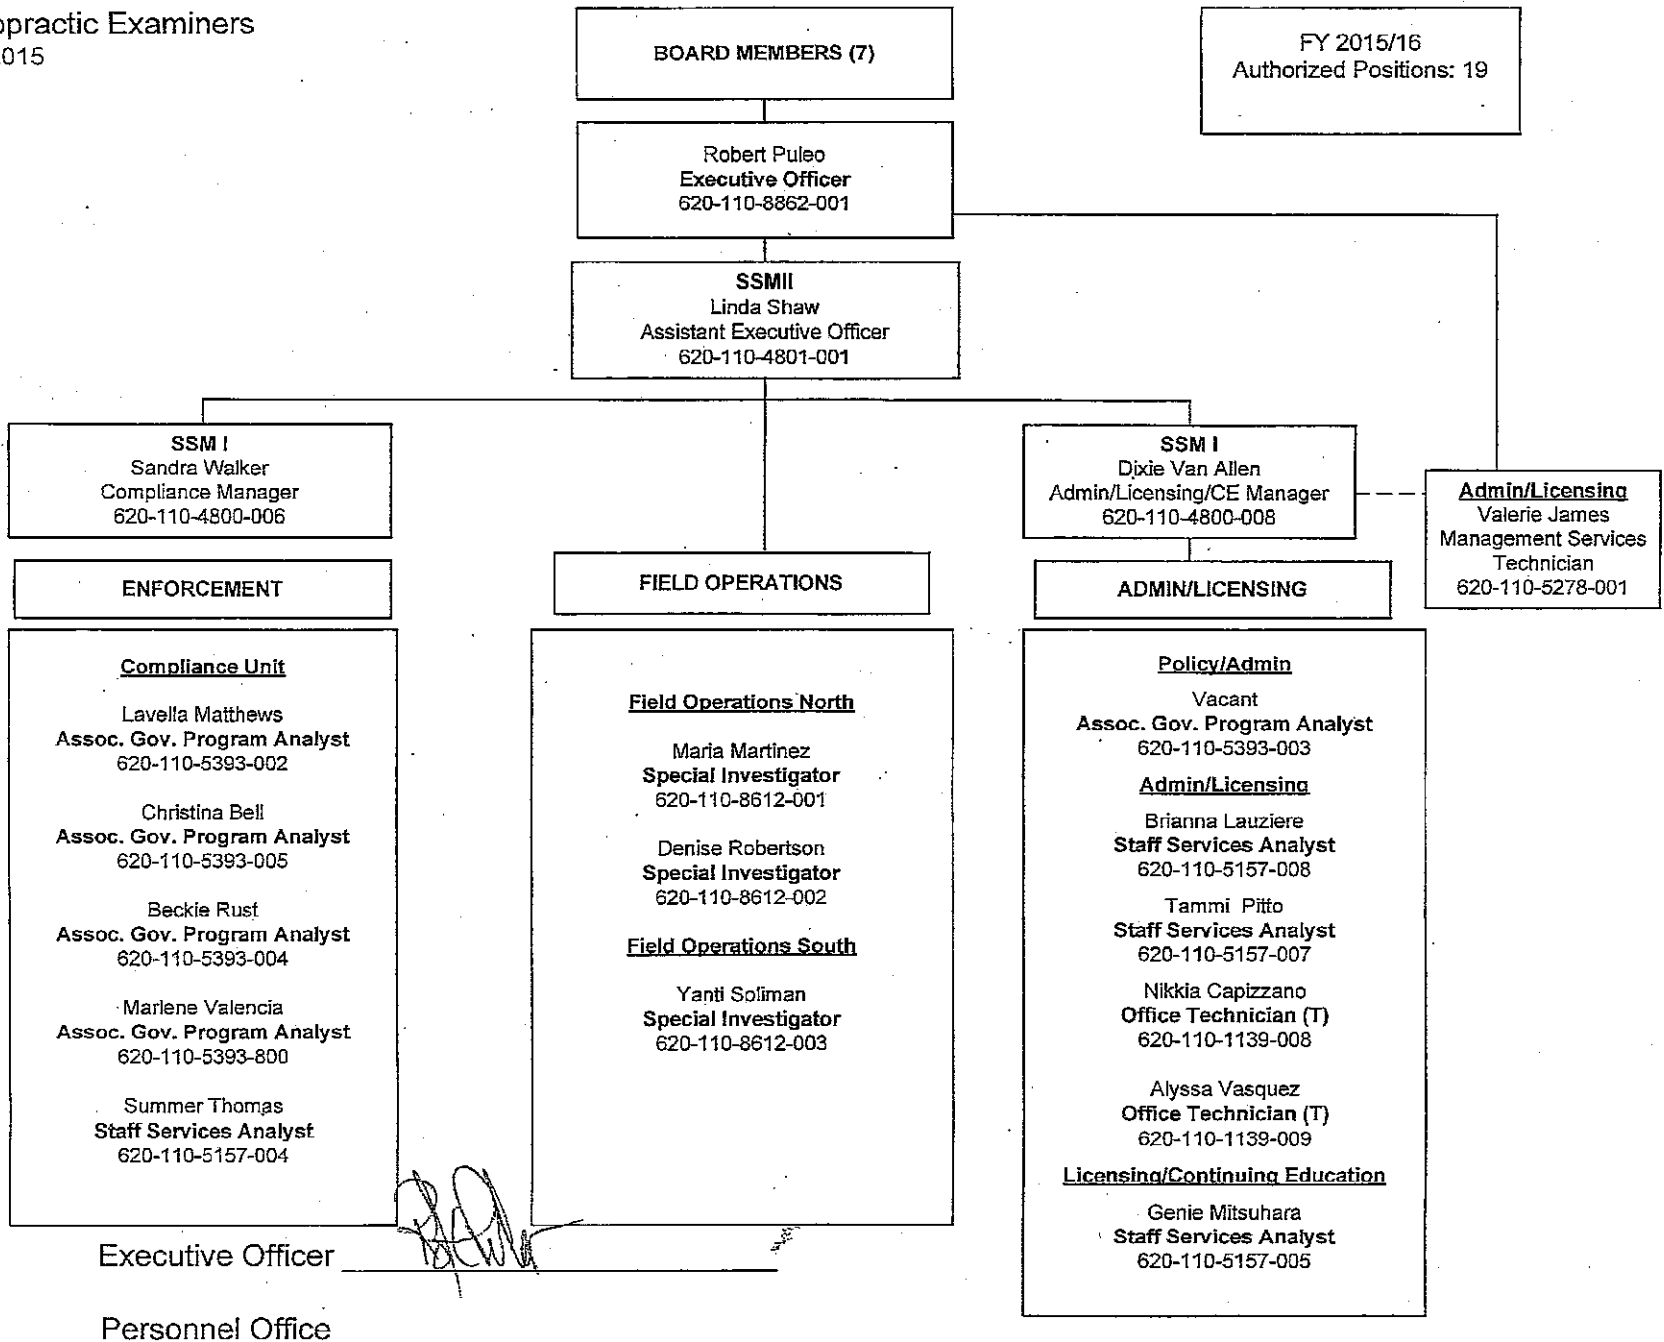 opractic Examiners
2015
BOARD MEMBERS (7)
FY 2015/16
Authorized Positions: 19
Robert Puleo
Executive Officer
620-110-8862-001
SSMII
Linda Shaw
Assistant Executive Officer
620-110-4801-001
SSM I
Sandra Walker
Compliance Manager
620-110-4800-006
SSM I
Dixie Van Allen
Admin/Licensing/CE Manager
620-110-4800-008
Admin/Licensing
Valerie James
Management Services
Technician
620-110-5278-001
ENFORCEMENT
FIELD OPERATIONS
ADMIN/LICENSING
Compliance Unit
Lavella Matthews
Assoc. Gov. Program Analyst
620-110-5393-002
Christina Bell
Assoc. Gov. Program Analyst
620-110-5393-005
Beckie Rust
Assoc. Gov. Program Analyst
620-110-5393-004
Marlene Valencia
Assoc. Gov. Program Analyst
620-110-5393-800
Summer Thomas
Staff Services Analyst
620-110-5157-004
Field Operations North
Maria Martinez
Special Investigator
620-110-8612-001
Denise Robertson
Special Investigator
620-110-8612-002
Field Operations South
Yanti Soliman
Special Investigator
620-110-8612-003
Policy/Admin
Vacant
Assoc. Gov. Program Analyst
620-110-5393-003
Admin/Licensing
Brianna Lauziere
Staff Services Analyst
620-110-5157-008
Tammi Pitto
Staff Services Analyst
620-110-5157-007
Nikkia Capizzano
Office Technician (T)
620-110-1139-008
Alyssa Vasquez
Office Technician (T)
620-110-1139-009
Licensing/Continuing Education
Genie Mitsuhara
Staff Services Analyst
620-110-5157-005
Executive Officer
Personnel Office